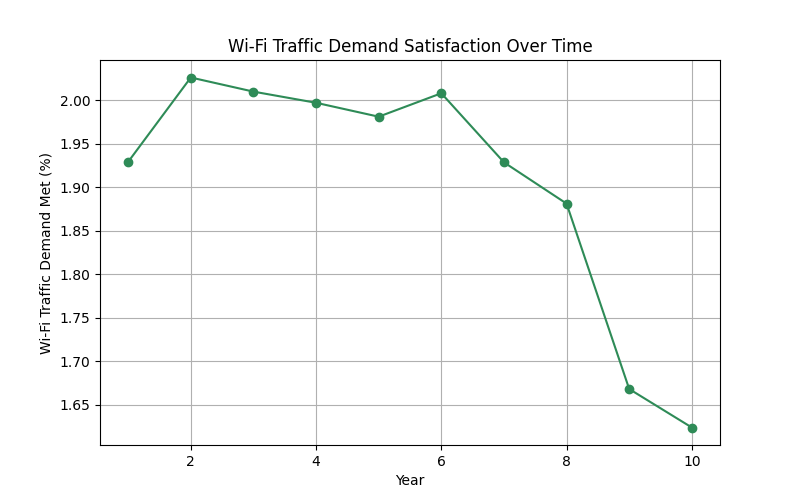 Wi-Fi Traffic Demand Satisfaction Over Time
Wi-Fi Traffic Demand Met (%)
2.00
1.95
1.90
1.85
1.80
1.75
1.70
1.65
2 4 6 8 10
Year